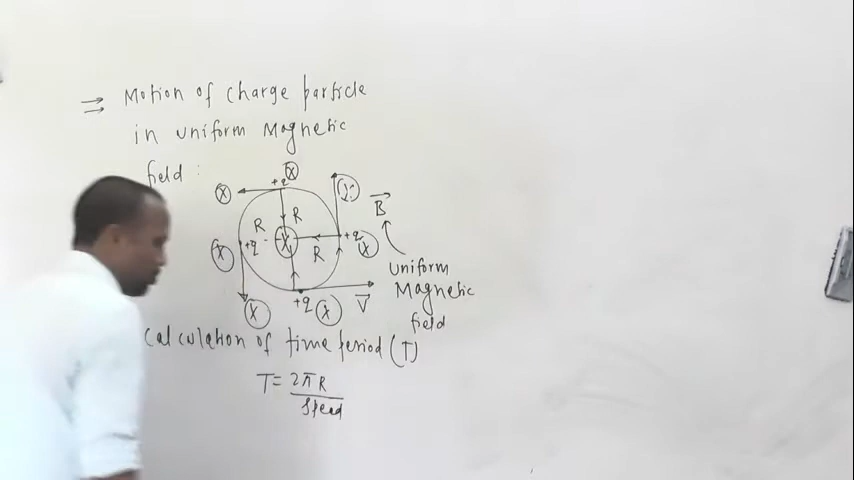 ⇒ Motion of charge particle
in uniform Magnetic
field :
+q X
X
X
B
R
R
X
+q
X
R
+q
X
uniform
Magnetic
field
X
+q
X
V
Calculation of time period (T)
T = 2πR
speed